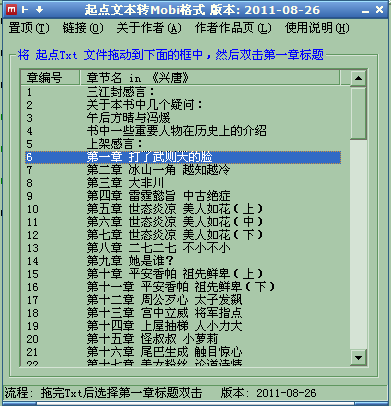 起点文本转Mobi格式 版本: 2011-08-26
置顶(T) 链接(Q) 关于作者(A) 作者作品页(L) 使用说明(H)
将 起点Txt 文件拖动到下面的框中，然后双击第一章标题
章编号 章节名 in 《兴唐》
1 三江封感言：
2 关于本书中几个疑问：
3 午后方晴与冯媛
4 书中一些重要人物在历史上的介绍
5 上架感言：
6 第一章 打了武则天的脸
7 第二章 冰山一角 越知越冷
8 第三章 大非川
9 第四章 雷霆懿旨 中古绝症
10 第五章 世态炎凉 美人如花（上）
11 第六章 世态炎凉 美人如花（中）
12 第七章 世态炎凉 美人如花（下）
13 第八章 二七二七 不小不小
14 第九章 她是谁？
15 第十章 平安香帕 祖先鲜卑（上）
16 第十一章 平安香帕 祖先鲜卑（下）
17 第十二章 周公歹心 太子发飙
18 第十三章 宫中立威 将军指点
19 第十四章 上屋抽梯 人小力大
20 第十五章 怪叔叔 小萝莉
21 第十六章 尾巴生成 触目惊心
22 第十七章
流程: 拖完Txt后选择第一章标题双击 版本: 2011-08-26